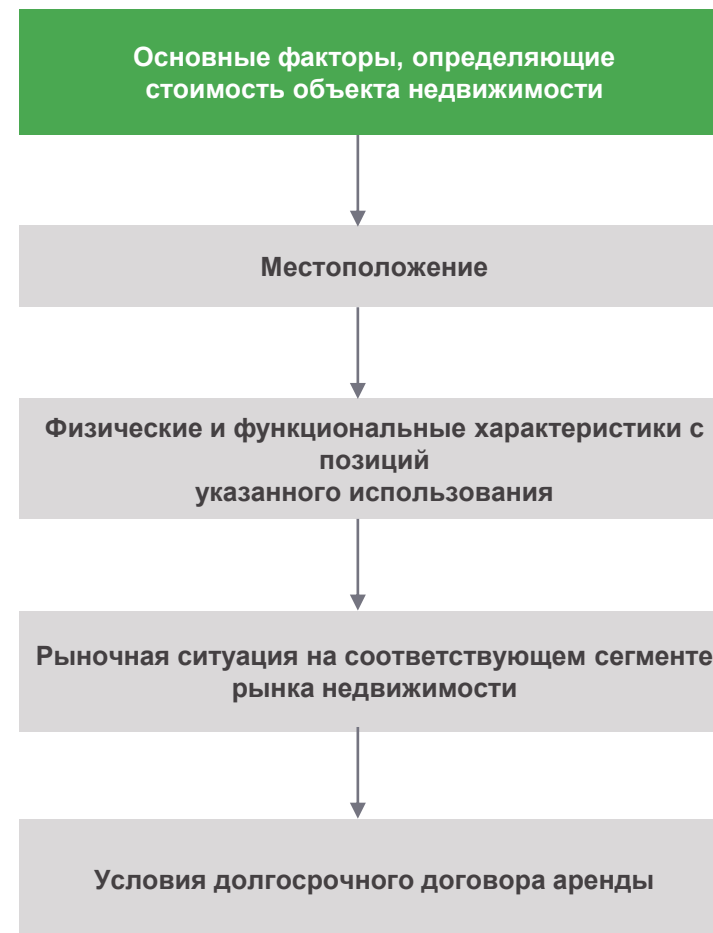 Основные факторы, определяющие
стоимость объекта недвижимости
Местоположение
Физические и функциональные характеристики с
позиций
указанного использования
Рыночная ситуация на соответствующем сегменте
рынка недвижимости
Условия долгосрочного договора аренды